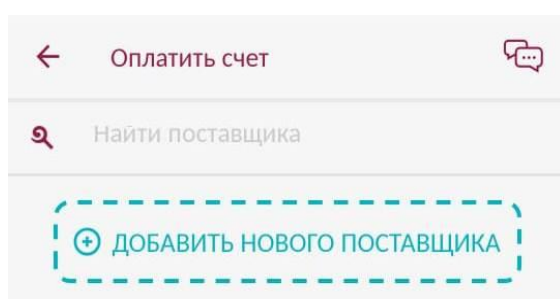 Оплатить счет
Найти поставщика
ДОБАВИТЬ НОВОГО ПОСТАВЩИКА